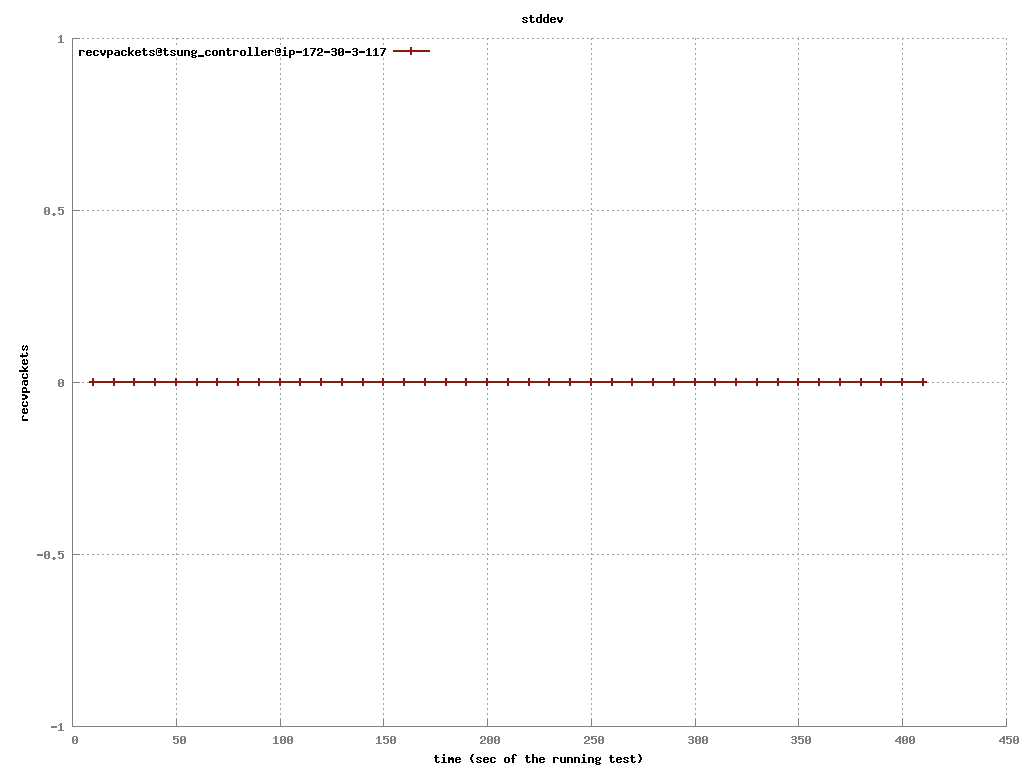 stddev
recvpackets@tsung_controller@ip-172-30-3-117
1
0.5
0
-0.5
-1
recvpackets
0 50 100 150 200 250 300 350 400 450
time (sec of the running test)